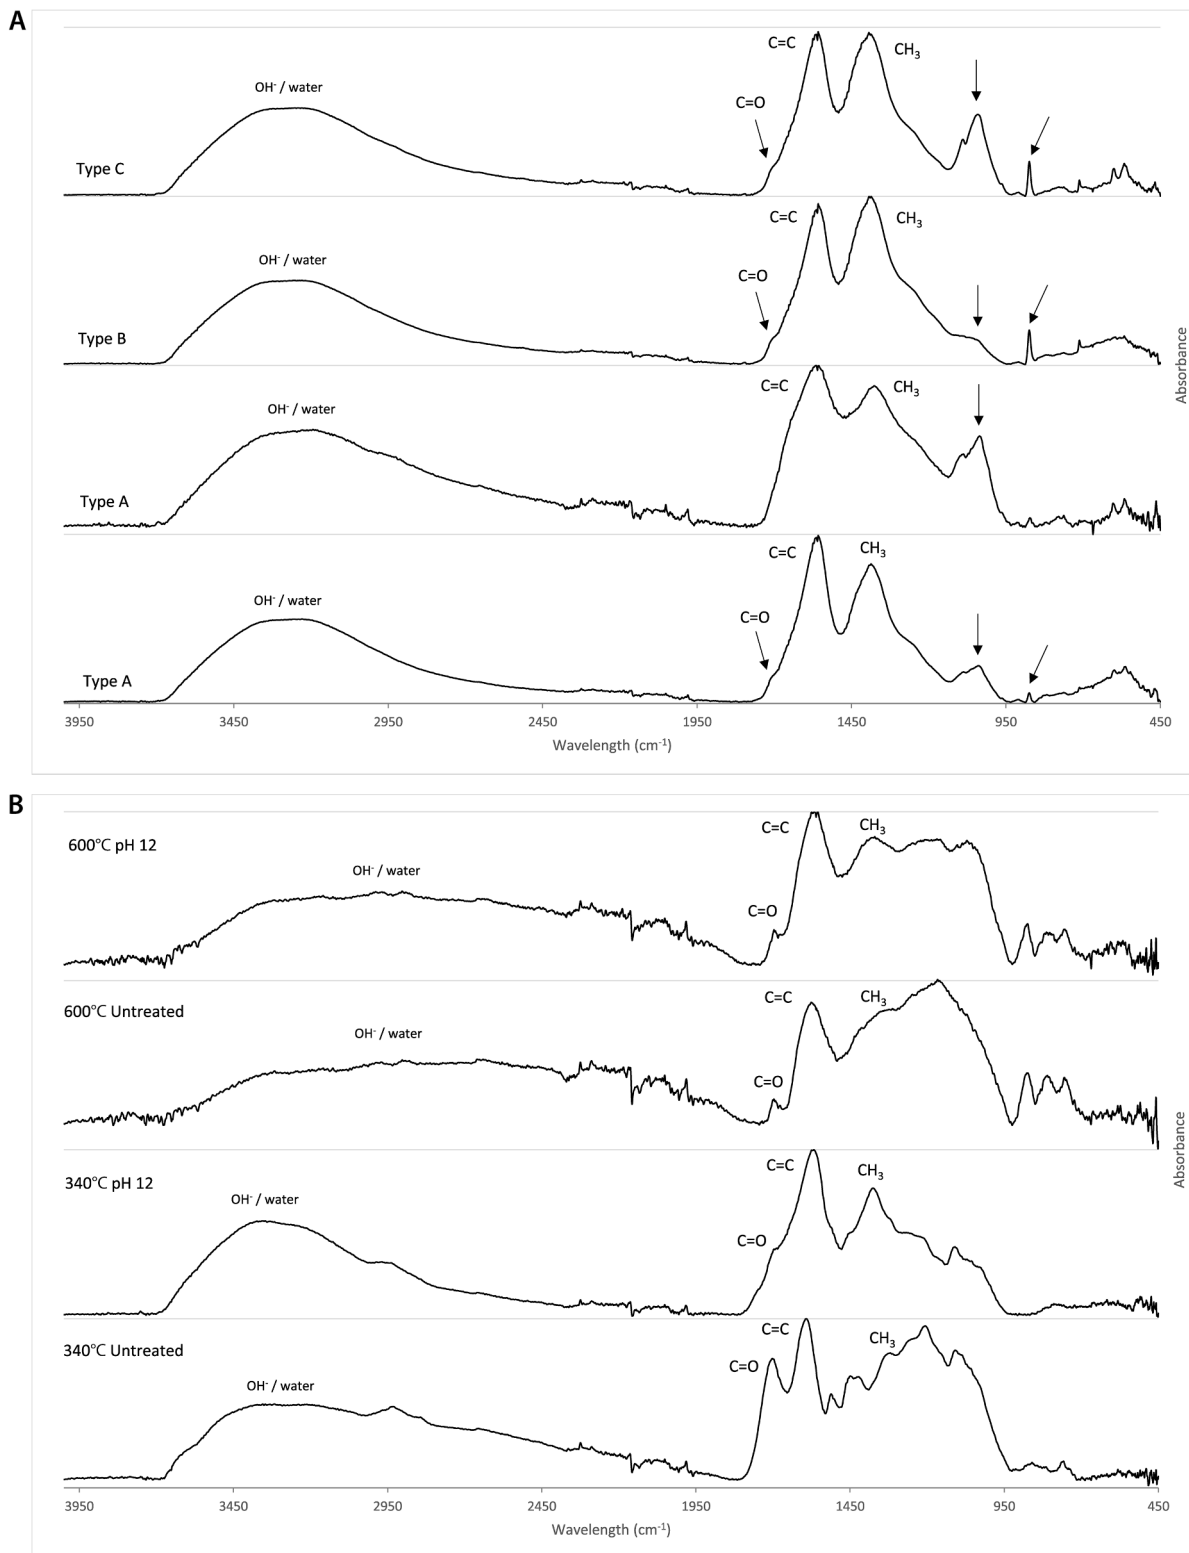 A
C=C
CH₃
OH⁻ / water
C=O
Type C
C=C
CH₃
OH⁻ / water
C=O
Type B
C=C
CH₃
OH⁻ / water
Type A
C=C
CH₃
OH⁻ / water
C=O
Type A
Absorbance
3950 3450 2950 2450 1950 1450 950 450
Wavelength (cm⁻¹)
B
600℃ pH 12
C=C
CH₃
OH⁻ / water
C=O
600℃ Untreated
C=C
CH₃
OH⁻ / water
C=O
340℃ pH 12
C=C
CH₃
OH⁻ / water
C=O
340℃ Untreated
C=C
CH₃
C=O
OH⁻ / water
Absorbance
3950 3450 2950 2450 1950 1450 950 450
Wavelength (cm⁻¹)